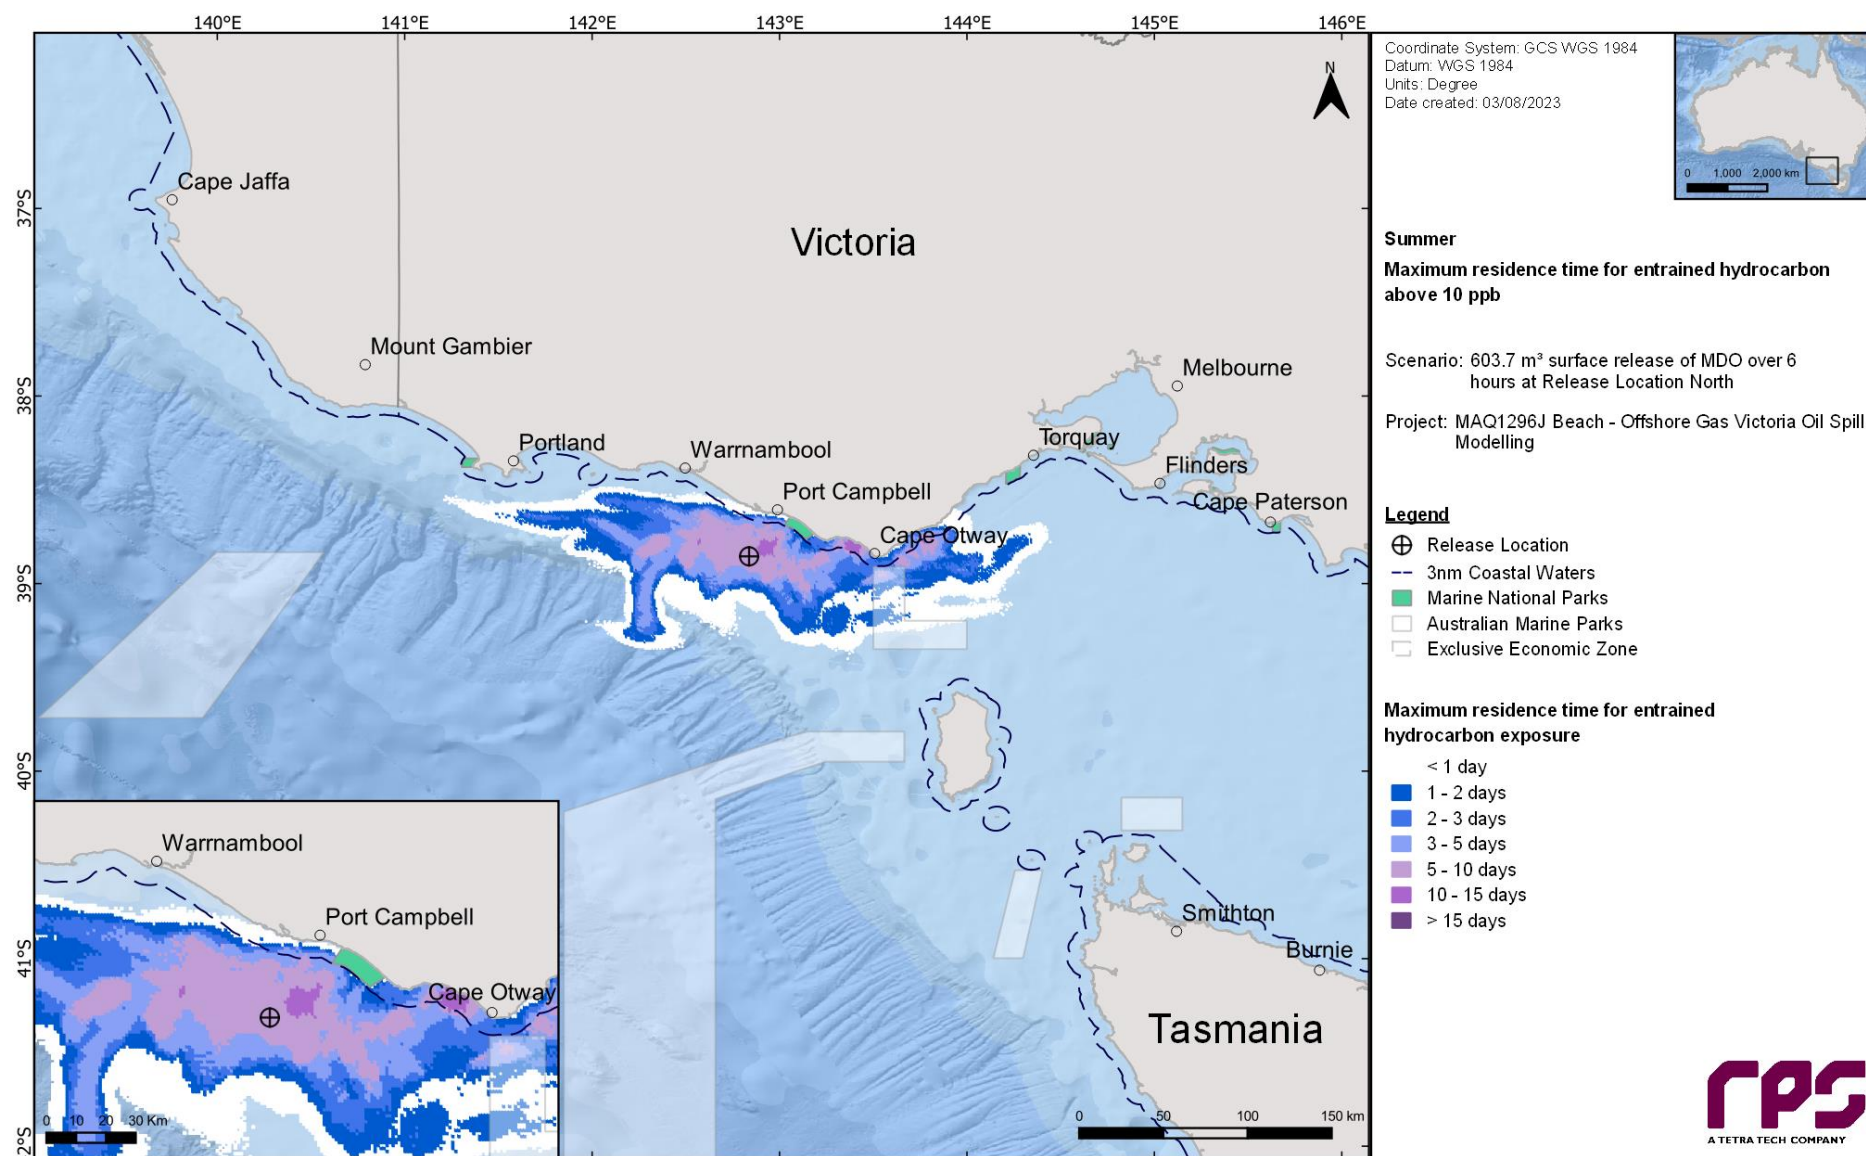 140°E 141°E 142°E 143°E 144°E 145°E 146°E
37°S
38°S
39°S
40°S
41°S
42°S
N
Cape Jaffa
Victoria
Mount Gambier
Melbourne
Portland
Warrnambool
Torquay
Flinders
Port Campbell
Cape Paterson
Cape Otway
Smithton
Burnie
Tasmania
0 50 100 150 km
Warrnambool
Port Campbell
Cape Otway
0 10 20 30 Km
Coordinate System: GCS WGS 1984
Datum: WGS 1984
Units: Degree
Date created: 03/08/2023
0 1,000 2,000 km
Summer
Maximum residence time for entrained hydrocarbon
above 10 ppb
Scenario: 603.7 m³ surface release of MDO over 6
hours at Release Location North
Project: MAQ1296J Beach - Offshore Gas Victoria Oil Spill
Modelling
Legend
Release Location
3nm Coastal Waters
Marine National Parks
Australian Marine Parks
Exclusive Economic Zone
Maximum residence time for entrained
hydrocarbon exposure
< 1 day
1 - 2 days
2 - 3 days
3 - 5 days
5 - 10 days
10 - 15 days
> 15 days
rps
A TETRA TECH COMPANY